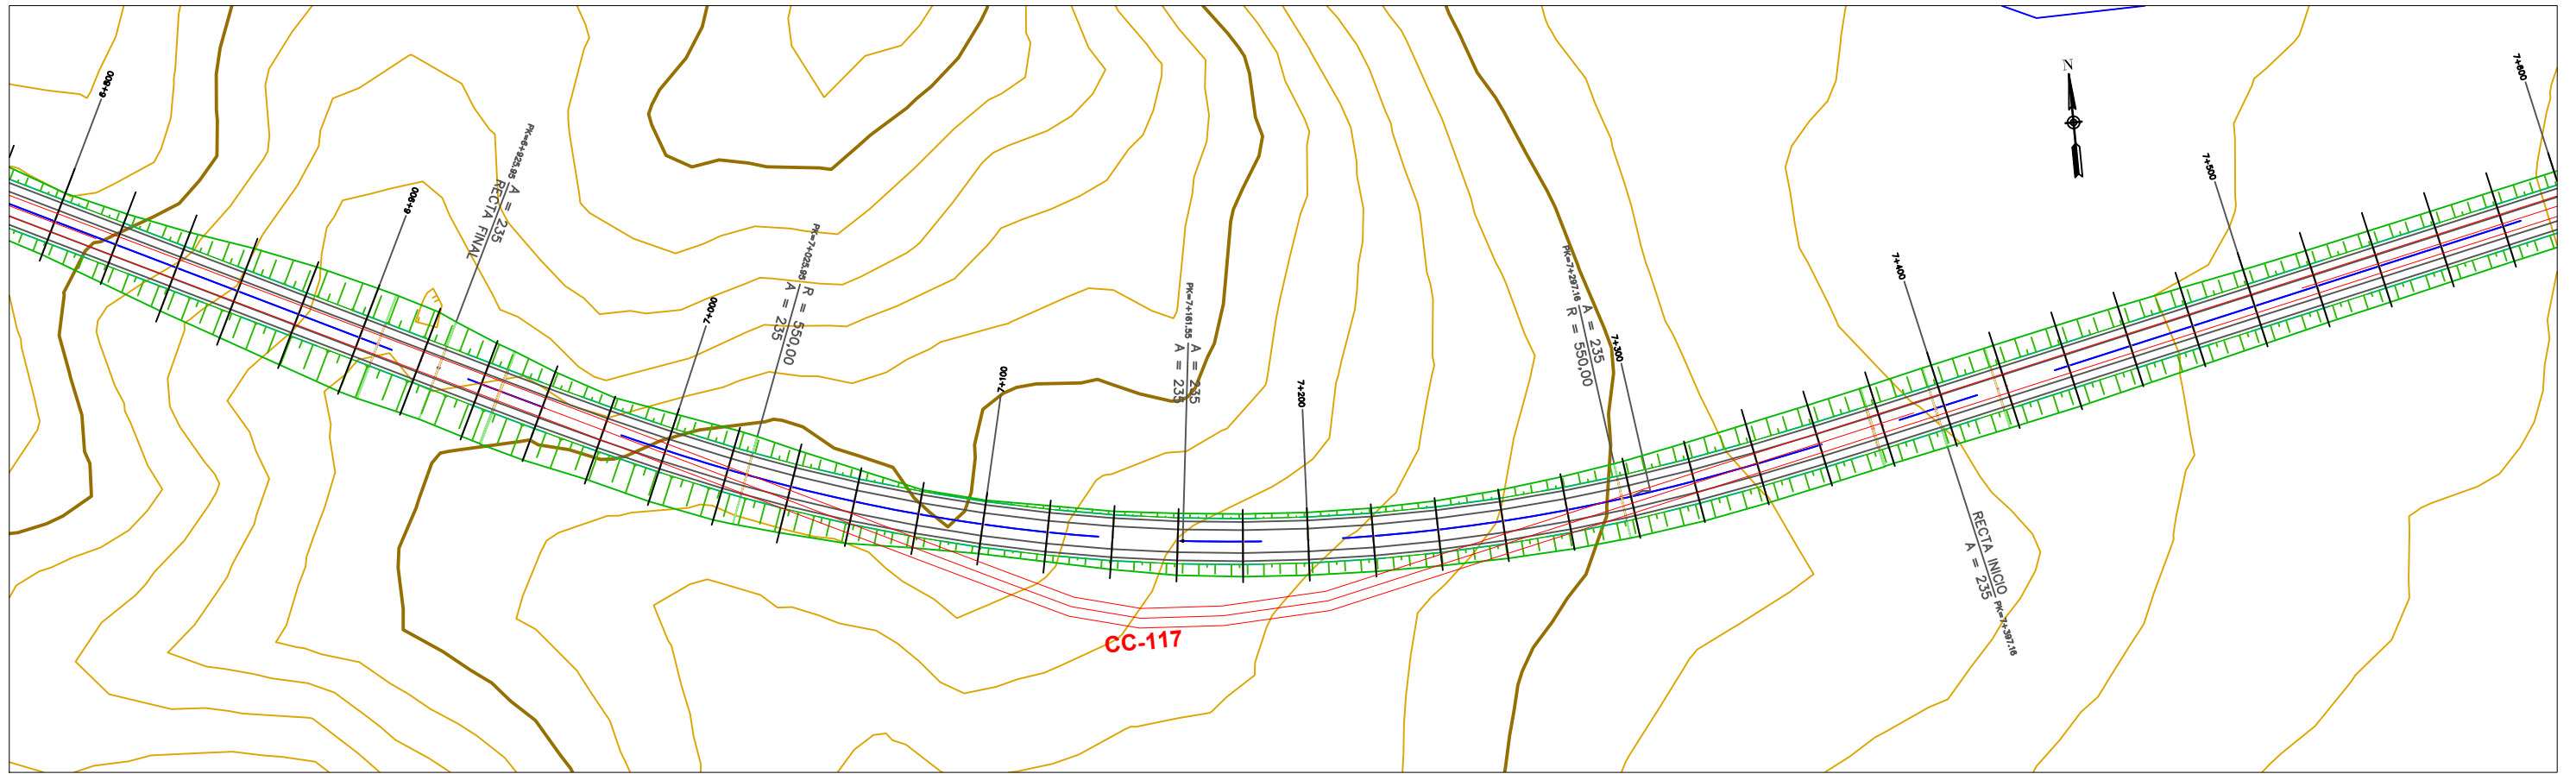 6+800
6+900
PK=6+925.95
A = 235
RECTA FINAL
7+000
PK=7+025.95
R = 550,00
A = 235
7+100
PK=7+161.55
A = 235
A = 235
7+200
PK=7+297.16
A = 235
R = 550,00
7+300
7+400
RECTA INICIO
A = 235
PK=7+397.16
N
7+500
7+600
CC-117